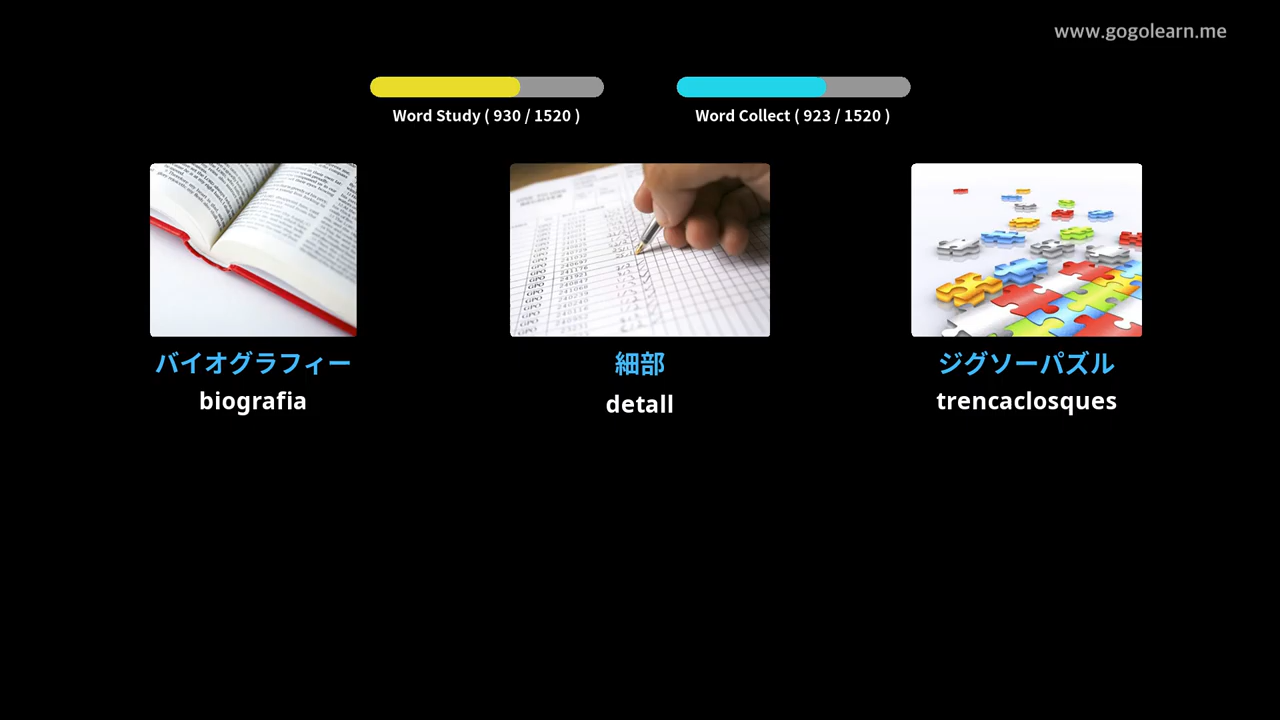 www.gogolearn.me
Word Study ( 930 / 1520 )
Word Collect ( 923 / 1520 )
バイオグラフィー
細部
ジグソーパズル
biografia
detall
trencaclosques